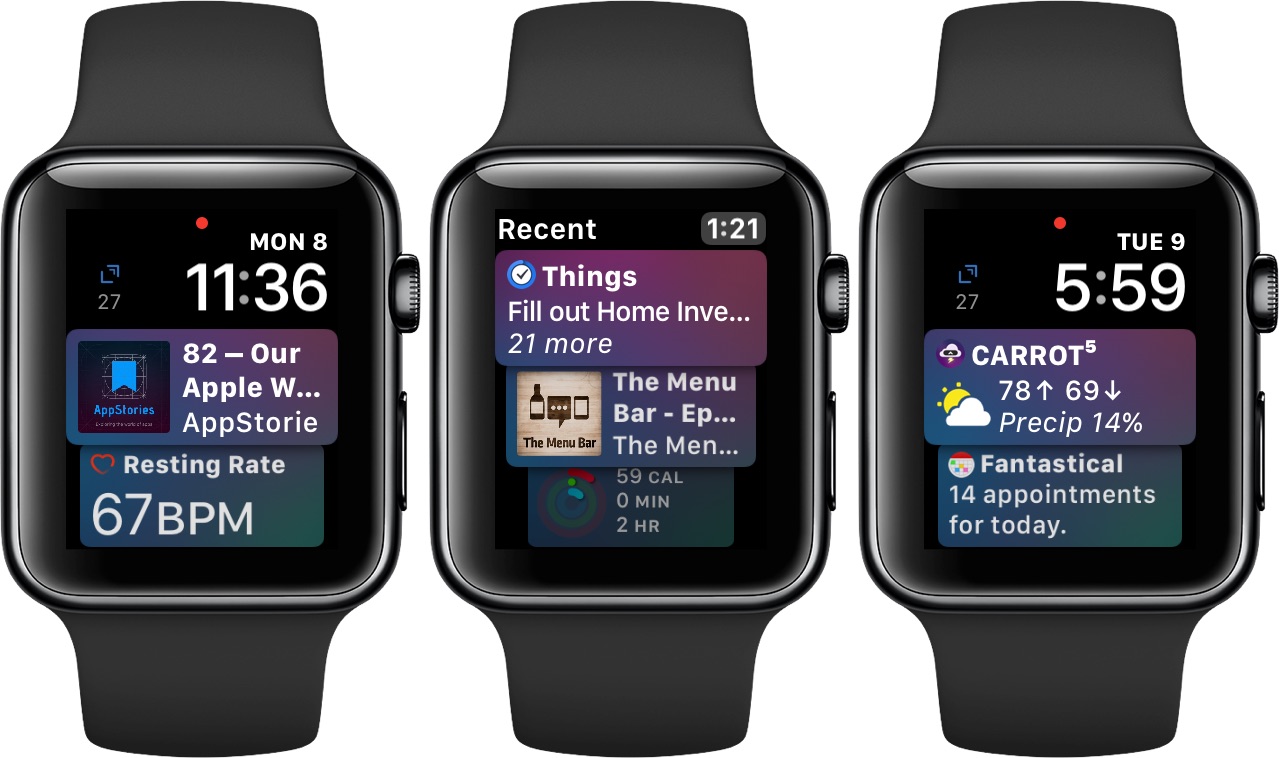 MON 8
11:36
27
82 – Our
Apple W...
AppStorie
AppStories
Exploring the world of apps
Resting Rate
67BPM
Recent
1:21
Things
Fill out Home Inve...
21 more
The Menu
Bar - Ep...
The Men...
The Menu Bar
59 CAL
0 MIN
2 HR
TUE 9
5:59
27
CARROT⁵
78↑ 69↓
Precip 14%
Fantastical
14 appointments
for today.